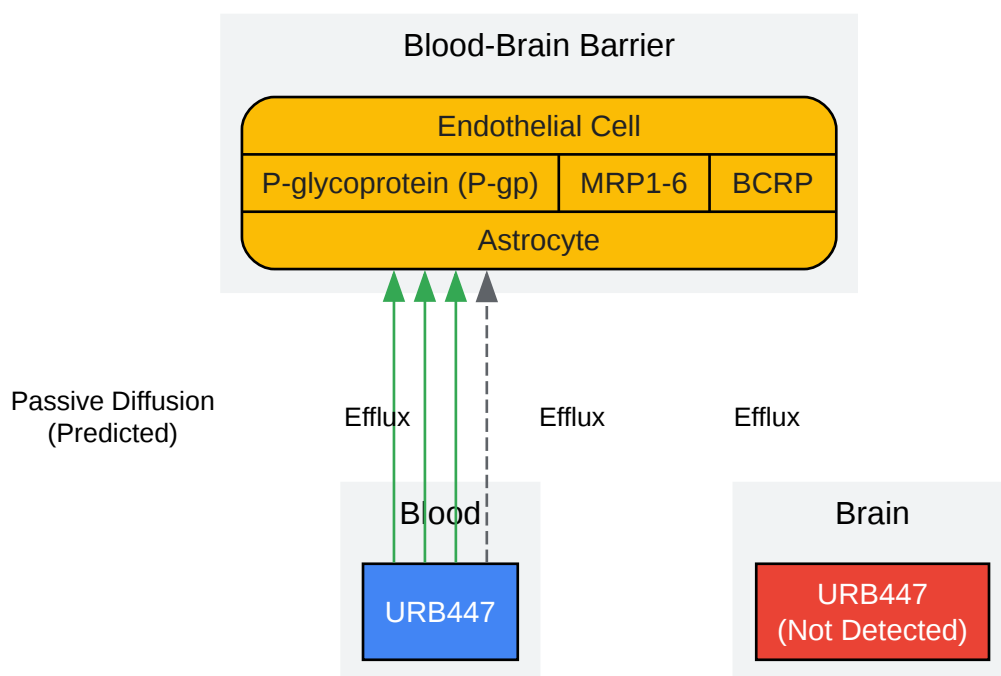 Blood-Brain Barrier
Endothelial Cell
P-glycoprotein (P-gp) MRP1-6 BCRP
Astrocyte
Passive Diffusion
(Predicted)
Efflux Efflux Efflux
Blood Brain
URB447
URB447
(Not Detected)